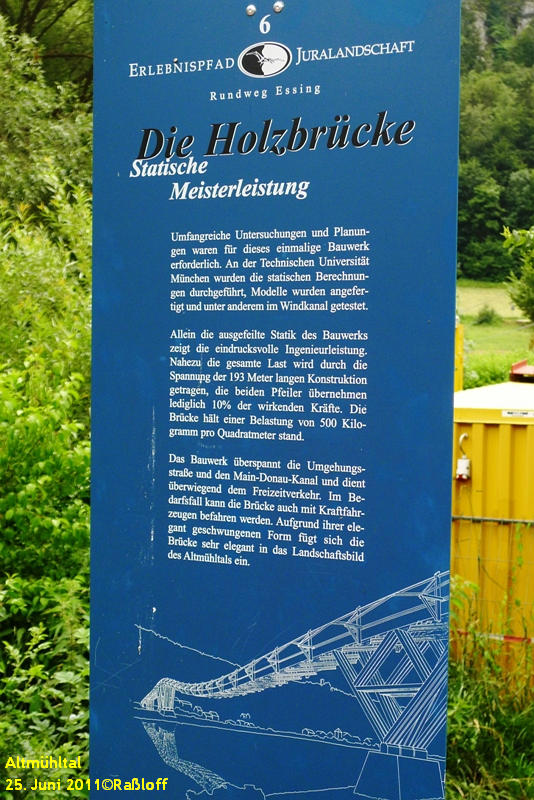 6
ERLEBNISPFAD JURALANDSCHAFT
Rundweg Essing
Die Holzbrücke
Statische
Meisterleistung
Umfangreiche Untersuchungen und Planun-
gen waren für dieses einmalige Bauwerk
erforderlich. An der Technischen Universität
München wurden die statischen Berechnun-
gen durchgeführt, Modelle wurden angefer-
tigt und unter anderem im Windkanal getestet.
Allein die ausgefeilte Statik des Bauwerks
zeigt die eindrucksvolle Ingenieurleistung.
Nahezu die gesamte Last wird durch die
Spannung der 193 Meter langen Konstruktion
getragen, die beiden Pfeiler übernehmen
lediglich 10% der wirkenden Kräfte. Die
Brücke hält einer Belastung von 500 Kilo-
gramm pro Quadratmeter stand.
Das Bauwerk überspannt die Umgehungs-
straße und den Main-Donau-Kanal und dient
überwiegend dem Freizeitverkehr. Im Be-
darfsfall kann die Brücke auch mit Kraftfahr-
zeugen befahren werden. Aufgrund ihrer ele-
gant geschwungenen Form fügt sich die
Brücke sehr elegant in das Landschaftsbild
des Altmühltals ein.
Altmühltal
25. Juni 2011©Raßloff